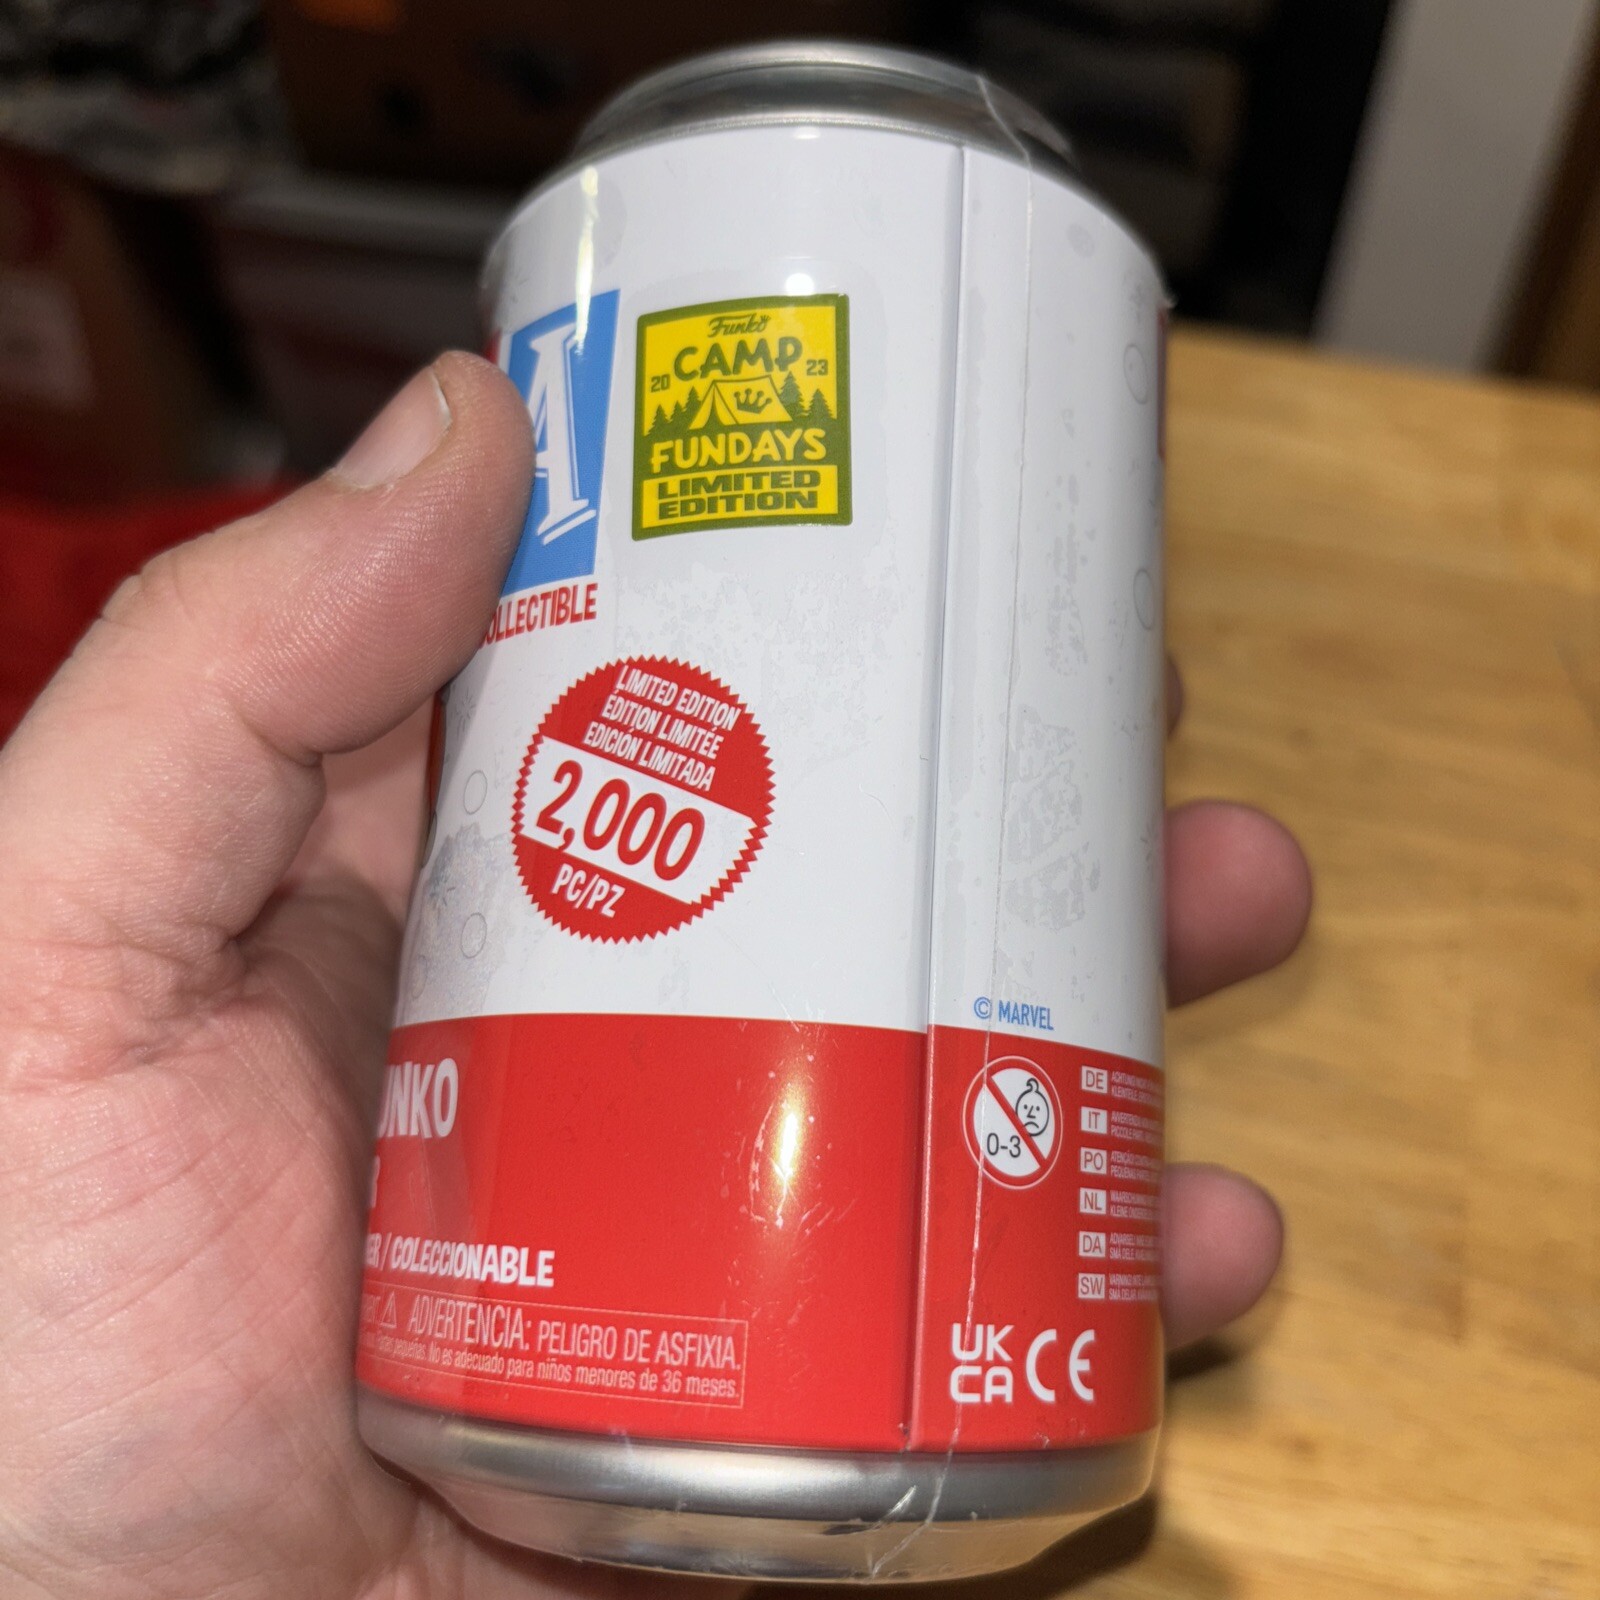 Funko
CAMP
20 23
FUNDAYS
LIMITED
EDITION
A
COLLECTIBLE
LIMITED EDITION
ÉDITION LIMITÉE
EDICIÓN LIMITADA
2,000
PC/PZ
© MARVEL
UNKO
0-3
DE
IT
PO
NL
DA
SW
/ COLECCIONABLE
⚠ ADVERTENCIA: PELIGRO DE ASFIXIA.
pequeñas. No es adecuado para niños menores de 36 meses.
UK
CA CE